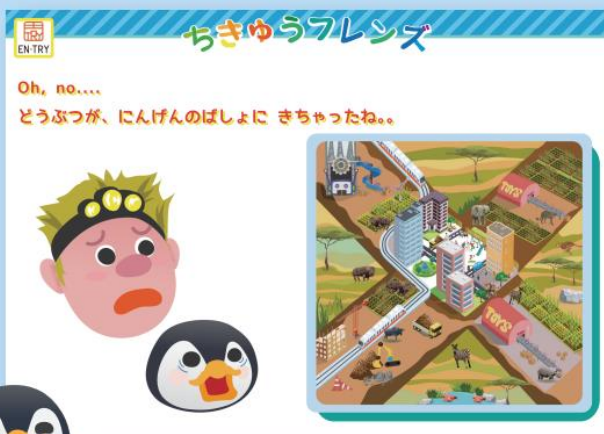 EN·TRY
ちきゅうフレンズ
Oh, no....
どうぶつが、にんげんのばしょに きちゃったね。。
KING
TOYS
TOYS